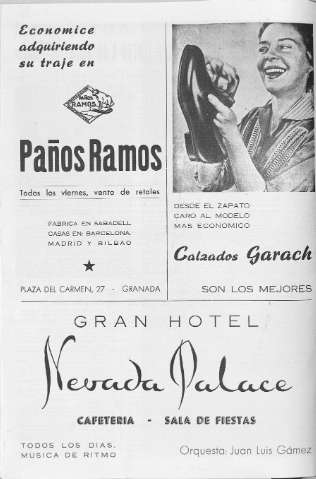 Economice
adquiriendo
su traje en
PAÑOS
RAMOS
Paños Ramos
Todos los viernes, venta de retales
FABRICA EN SABADELL
CASAS EN: BARCELONA,
MADRID Y BILBAO
PLAZA DEL CARMEN, 27 - GRANADA
DESDE EL ZAPATO
CARO AL MODELO
MAS ECONOMICO
Calzados Garach
SON LOS MEJORES
GRAN HOTEL
Nevada Palace
CAFETERIA - SALA DE FIESTAS
TODOS LOS DIAS,
MUSICA DE RITMO
Orquesta: Juan Luis Gámez